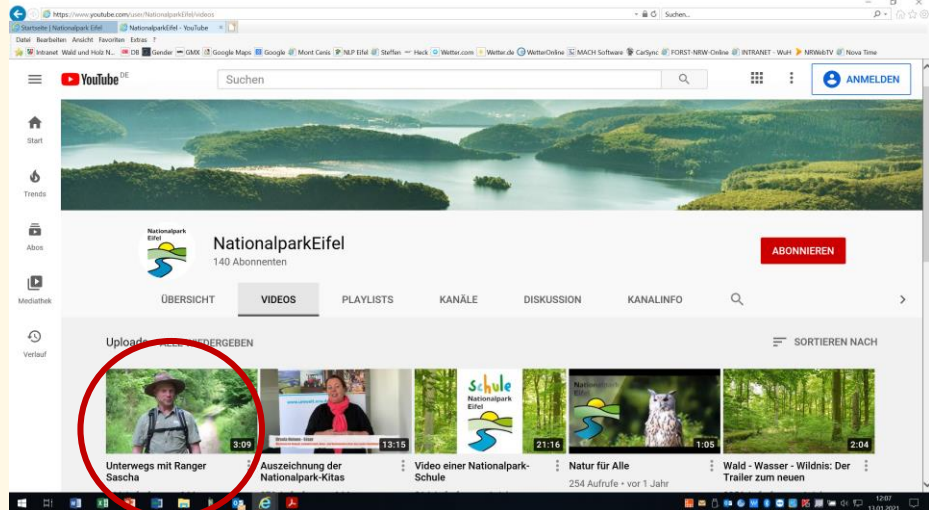 https://www.youtube.com/user/NationalparkEifel/videos
Suchen...
Startseite | Nationalpark Eifel
NationalparkEifel - YouTube
Datei Bearbeiten Ansicht Favoriten Extras ?
Intranet Wald und Holz N... DB Gender GMX Google Maps Google Mont Cenis NLP Eifel Steffen Heck Wetter.com Wetter.de WetterOnline MACH Software CarSync FORST-NRW-Online INTRANET - WuH NRWebTV Nova Time
YouTube DE
Suchen
ANMELDEN
Start
Trends
Abos
Mediathek
Verlauf
Nationalpark
Eifel
NationalparkEifel
140 Abonnenten
ABONNIEREN
ÜBERSICHT VIDEOS PLAYLISTS KANÄLE DISKUSSION KANALINFO
Uploads ALLE WIEDERGEBEN
SORTIEREN NACH
3:09
13:15
Schule
Nationalpark
Eifel
21:16
1:05
2:04
Unterwegs mit Ranger
Sascha
Auszeichnung der
Nationalpark-Kitas
Video einer Nationalpark-
Schule
Natur für Alle
254 Aufrufe • vor 1 Jahr
Wald - Wasser - Wildnis: Der
Trailer zum neuen
12:07
13.01.2021